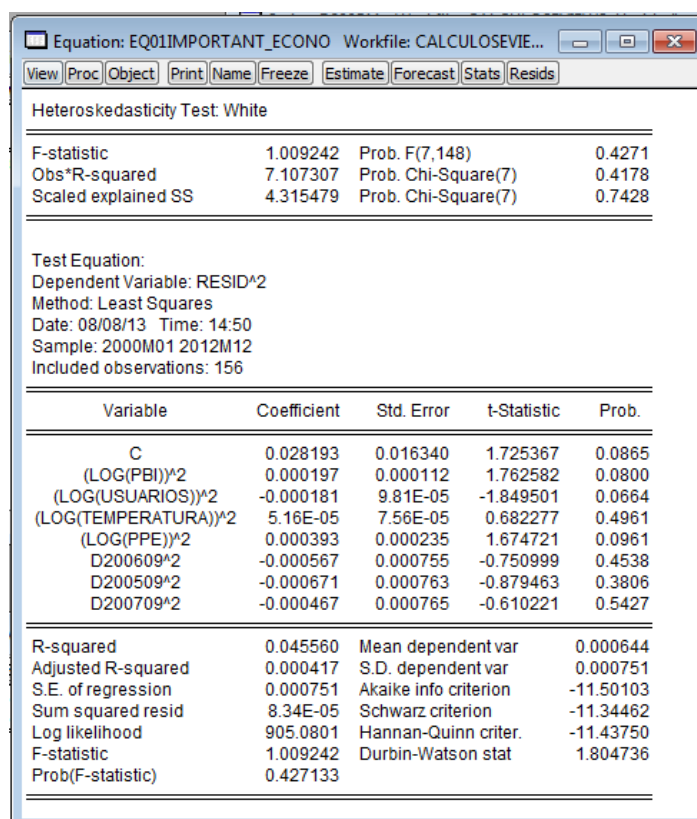 Equation: EQ01IMPORTANT_ECONO Workfile: CALCULOSEVIE...
View Proc Object Print Name Freeze Estimate Forecast Stats Resids
Heteroskedasticity Test: White
F-statistic 1.009242 Prob. F(7,148) 0.4271
Obs*R-squared 7.107307 Prob. Chi-Square(7) 0.4178
Scaled explained SS 4.315479 Prob. Chi-Square(7) 0.7428
Test Equation:
Dependent Variable: RESID^2
Method: Least Squares
Date: 08/08/13 Time: 14:50
Sample: 2000M01 2012M12
Included observations: 156
Variable Coefficient Std. Error t-Statistic Prob.
C 0.028193 0.016340 1.725367 0.0865
(LOG(PBI))^2 0.000197 0.000112 1.762582 0.0800
(LOG(USUARIOS))^2 -0.000181 9.81E-05 -1.849501 0.0664
(LOG(TEMPERATURA))^2 5.16E-05 7.56E-05 0.682277 0.4961
(LOG(PPE))^2 0.000393 0.000235 1.674721 0.0961
D200609^2 -0.000567 0.000755 -0.750999 0.4538
D200509^2 -0.000671 0.000763 -0.879463 0.3806
D200709^2 -0.000467 0.000765 -0.610221 0.5427
R-squared 0.045560 Mean dependent var 0.000644
Adjusted R-squared 0.000417 S.D. dependent var 0.000751
S.E. of regression 0.000751 Akaike info criterion -11.50103
Sum squared resid 8.34E-05 Schwarz criterion -11.34462
Log likelihood 905.0801 Hannan-Quinn criter. -11.43750
F-statistic 1.009242 Durbin-Watson stat 1.804736
Prob(F-statistic) 0.427133